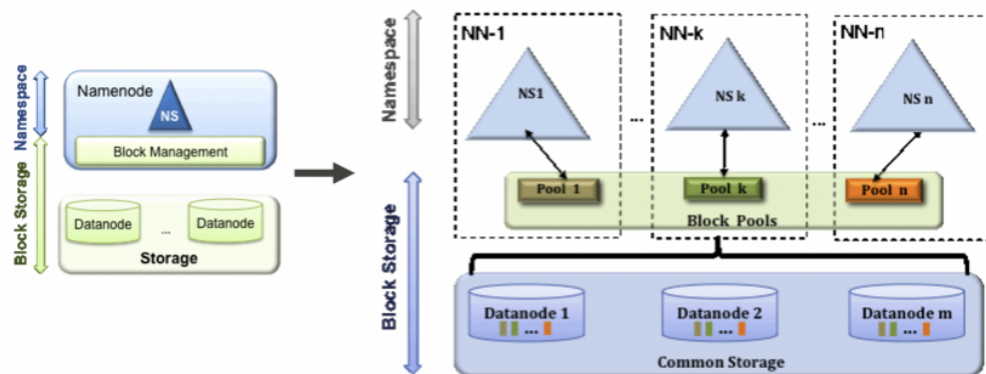 Namespace
Block Storage
Namenode
NS
Block Management
Datanode ... Datanode
Storage
Namespace
Block Storage
NN-1 NN-k NN-n
NS1 ... NS k ... NS n
Pool 1 Pool k Pool n
Block Pools
Datanode 1 Datanode 2 Datanode m
... ... ...
Common Storage